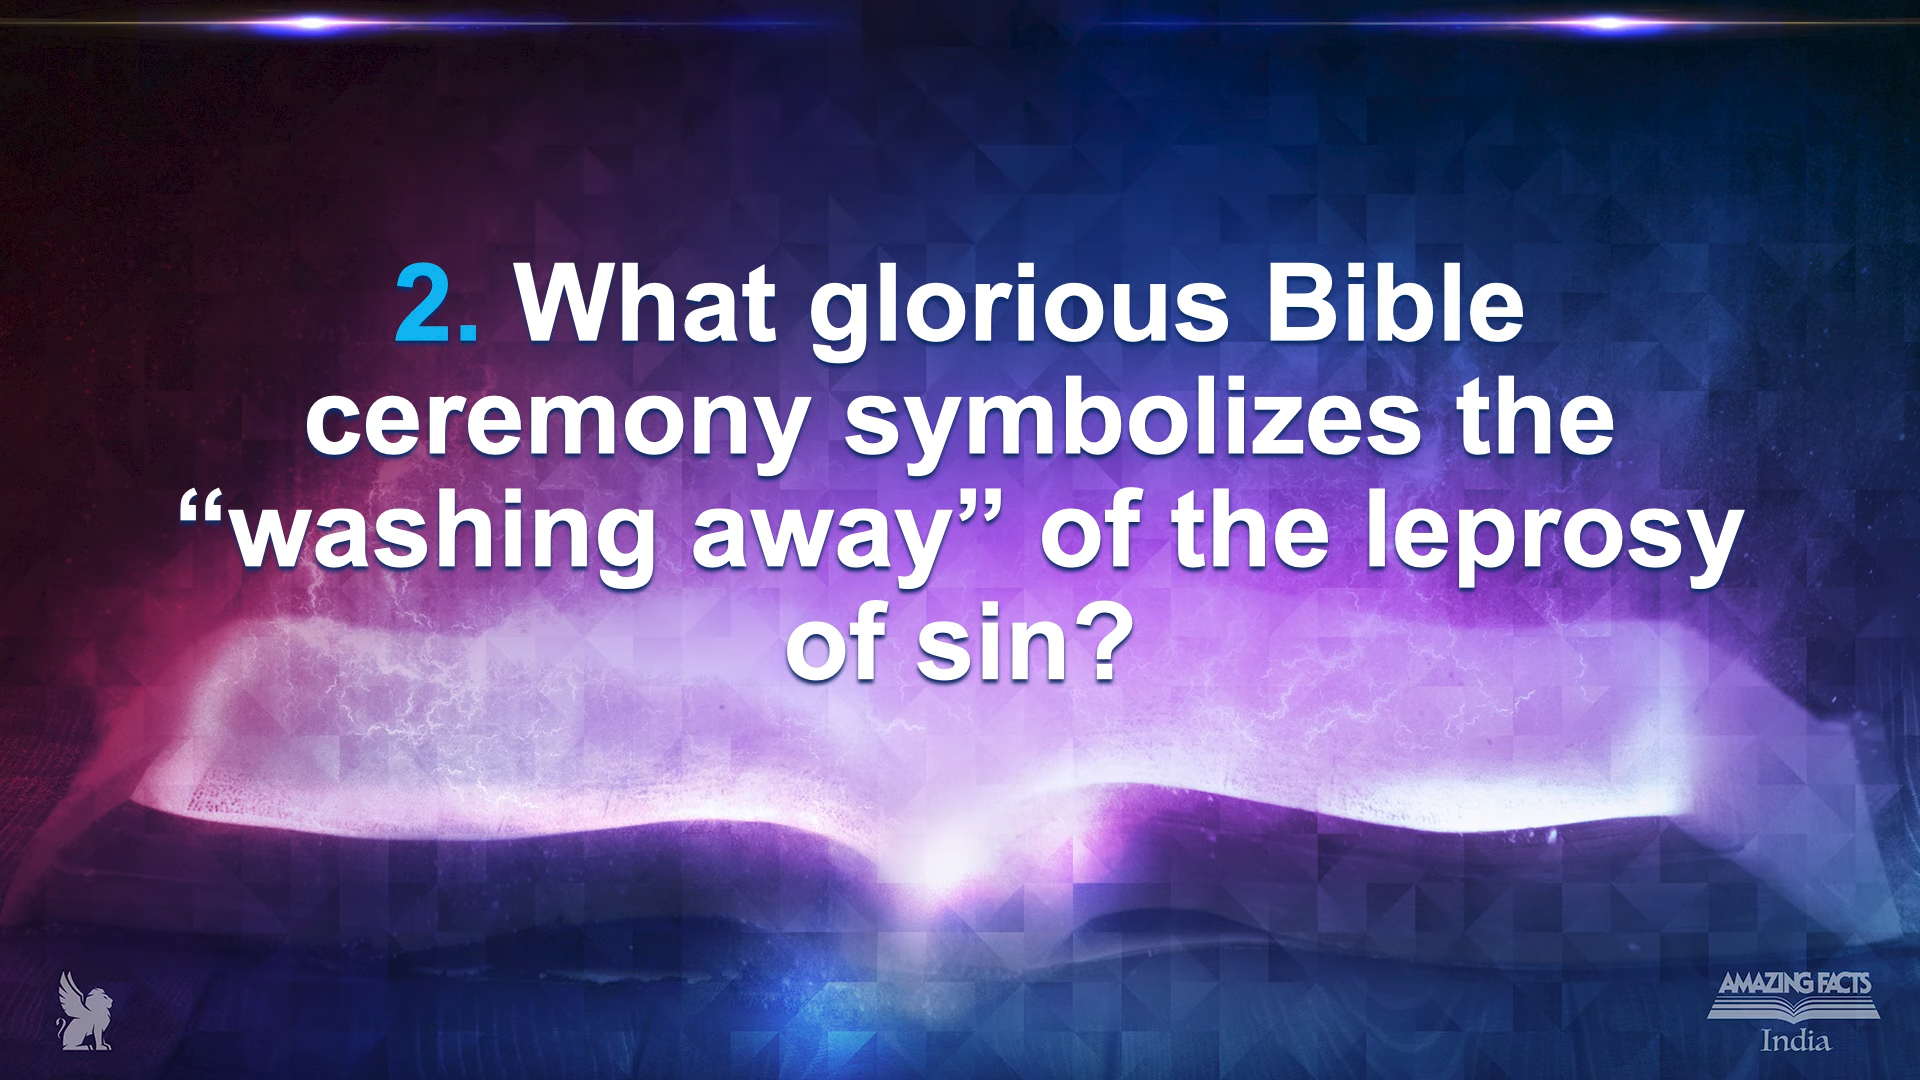 2. What glorious Bible
ceremony symbolizes the
“washing away” of the leprosy
of sin?
AMAZING FACTS
India